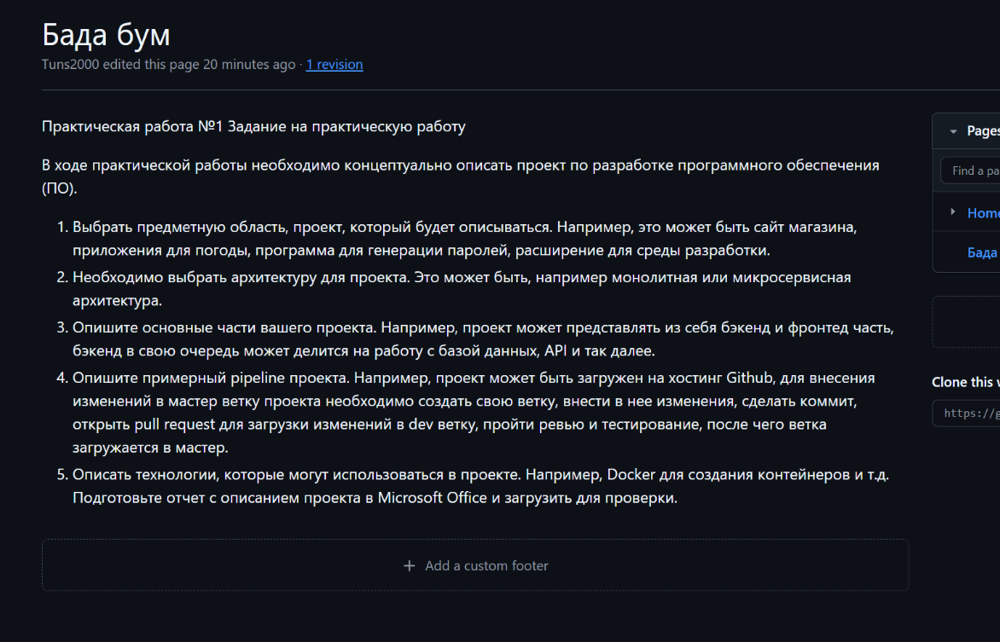 Бада бум
Tuns2000 edited this page 20 minutes ago · 1 revision
Практическая работа №1 Задание на практическую работу
В ходе практической работы необходимо концептуально описать проект по разработке программного обеспечения
(ПО).
1. Выбрать предметную область, проект, который будет описываться. Например, это может быть сайт магазина,
приложения для погоды, программа для генерации паролей, расширение для среды разработки.
2. Необходимо выбрать архитектуру для проекта. Это может быть, например монолитная или микросервисная
архитектура.
3. Опишите основные части вашего проекта. Например, проект может представлять из себя бэкенд и фронтед часть,
бэкенд в свою очередь может делится на работу с базой данных, API и так далее.
4. Опишите примерный pipeline проекта. Например, проект может быть загружен на хостинг Github, для внесения
изменений в мастер ветку проекта необходимо создать свою ветку, внести в нее изменения, сделать коммит,
открыть pull request для загрузки изменений в dev ветку, пройти ревью и тестирование, после чего ветка
загружается в мастер.
5. Описать технологии, которые могут использоваться в проекте. Например, Docker для создания контейнеров и т.д.
Подготовьте отчет с описанием проекта в Microsoft Office и загрузить для проверки.
Add a custom footer
Pages
Find a pa
Home
Бада
Clone this w
https://g